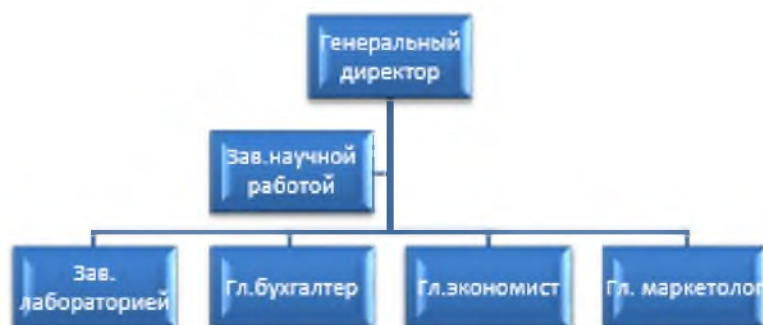 Генеральный
директор
Зав.научной
работой
Зав.
лабораторией
Гл.бухгалтер
Гл.экономист
Гл. маркетолог